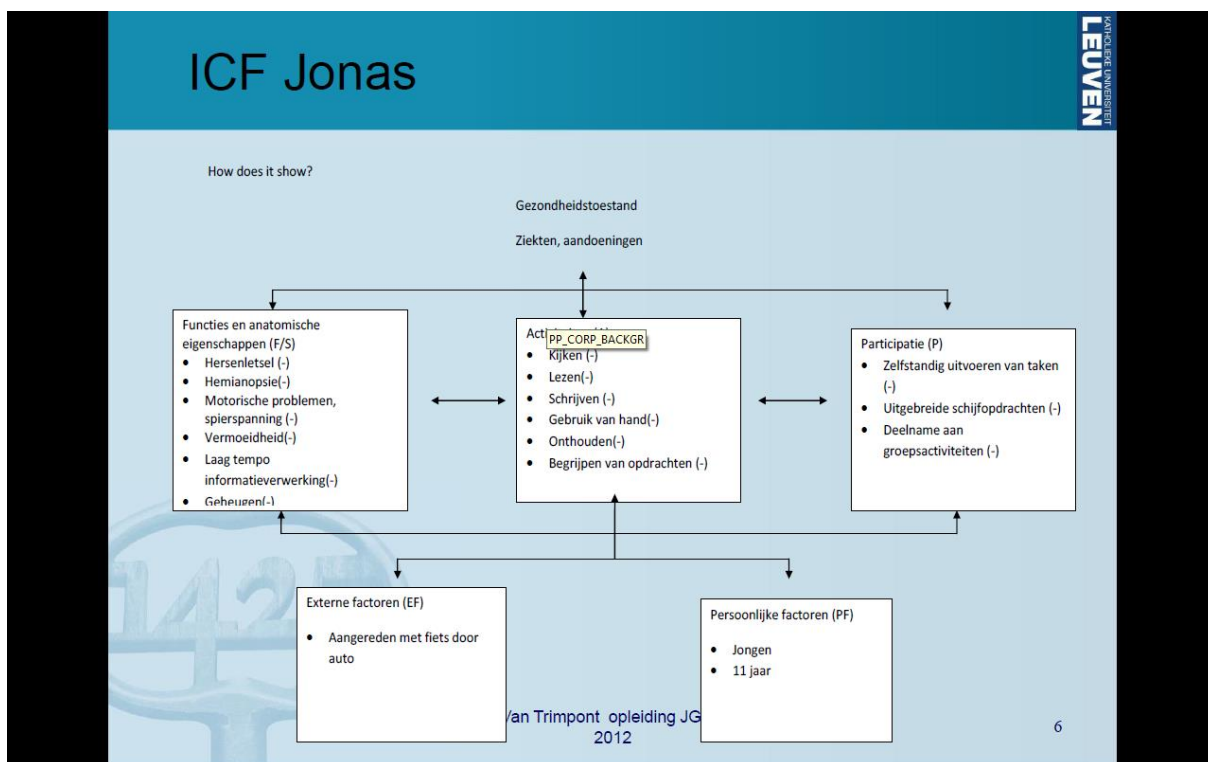 ICF Jonas
KATHOLIEKE UNIVERSITEIT
LEUVEN
How does it show?
Gezondheidstoestand
Ziekten, aandoeningen
Functies en anatomische
eigenschappen (F/S)
• Hersenletsel (-)
• Hemianopsie(-)
• Motorische problemen,
spierspanning (-)
• Vermoeidheid(-)
• Laag tempo
informatieverwerking(-)
• Geheugen(-)
PP_CORP_BACKGR
• Kijken (-)
• Lezen(-)
• Schrijven (-)
• Gebruik van hand(-)
• Onthouden(-)
• Begrijpen van opdrachten (-)
Participatie (P)
• Zelfstandig uitvoeren van taken
(-)
• Uitgebreide schijfopdrachten (-)
• Deelname aan
groepsactiviteiten (-)
Externe factoren (EF)
• Aangereden met fiets door
auto
Persoonlijke factoren (PF)
• Jongen
• 11 jaar
Van Trimpont opleiding JG
2012
6
142